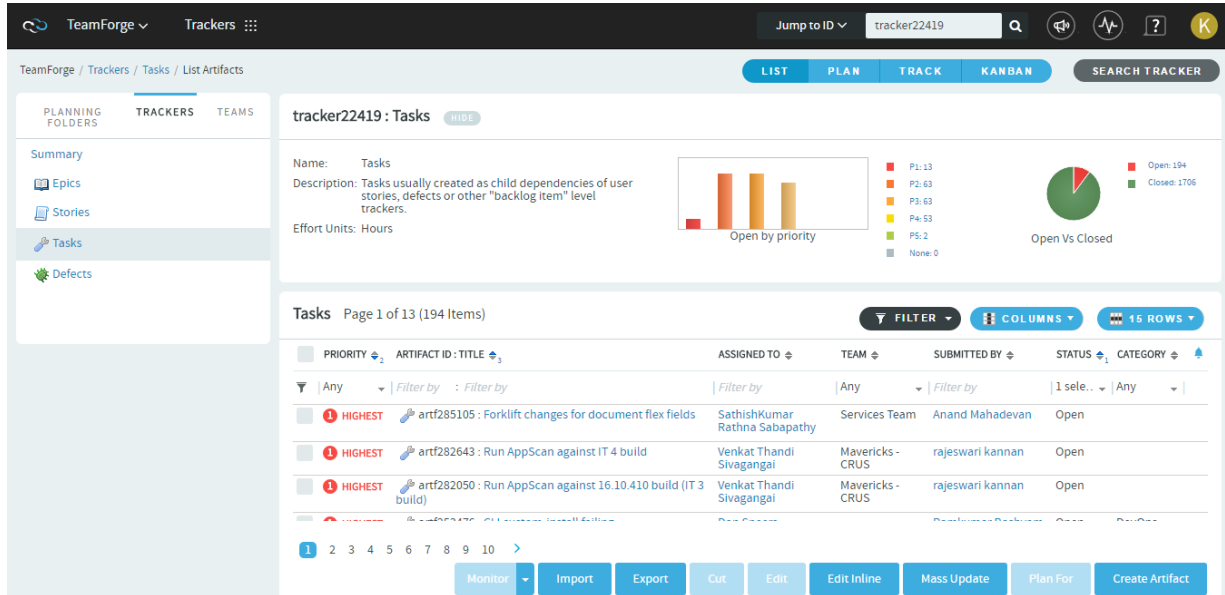 TeamForge
Trackers
Jump to ID
tracker22419
?
K
TeamForge / Trackers / Tasks / List Artifacts
LIST
PLAN
TRACK
KANBAN
SEARCH TRACKER
PLANNING
FOLDERS
TRACKERS
TEAMS
Summary
Epics
Stories
Tasks
Defects
tracker22419 : Tasks
HIDE
Name: Tasks
Description: Tasks usually created as child dependencies of user
stories, defects or other "backlog item" level
trackers.
Effort Units: Hours
Open by priority
P1: 13
P2: 63
P3: 63
P4: 53
P5: 2
None: 0
Open Vs Closed
Open: 194
Closed: 1706
Tasks Page 1 of 13 (194 Items)
FILTER
COLUMNS
15 ROWS
PRIORITY 2 ARTIFACT ID : TITLE 3 ASSIGNED TO TEAM SUBMITTED BY STATUS 1 CATEGORY
Any Filter by : Filter by Filter by Any Filter by 1 sele.. Any
1 HIGHEST artf285105 : Forklift changes for document flex fields SathishKumar Services Team Anand Mahadevan Open
Rathna Sabapathy
1 HIGHEST artf282643 : Run AppScan against IT 4 build Venkat Thandi Mavericks - rajeswari kannan Open
Sivagangai CRUS
1 HIGHEST artf282050 : Run AppScan against 16.10.410 build (IT 3 Venkat Thandi Mavericks - rajeswari kannan Open
build) Sivagangai CRUS
1 2 3 4 5 6 7 8 9 10
Monitor
Import
Export
Cut
Edit
Edit Inline
Mass Update
Plan For
Create Artifact